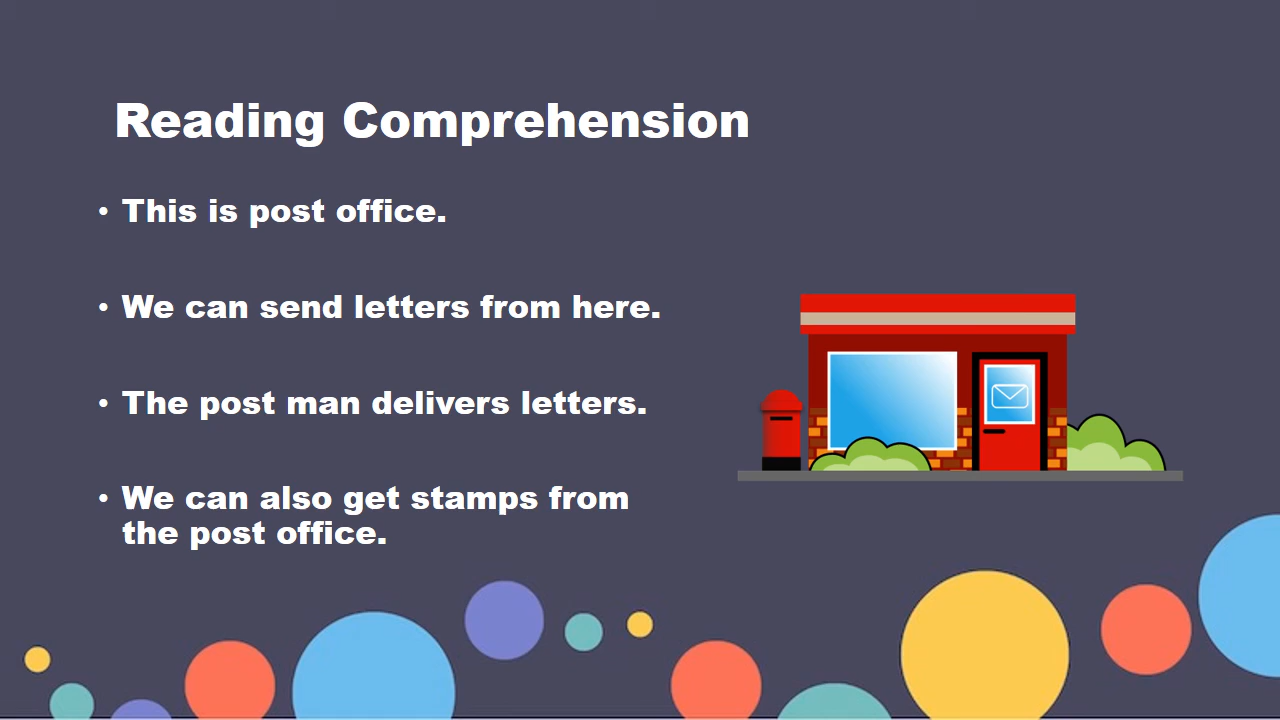 Reading Comprehension
• This is post office.
• We can send letters from here.
• The post man delivers letters.
• We can also get stamps from
the post office.